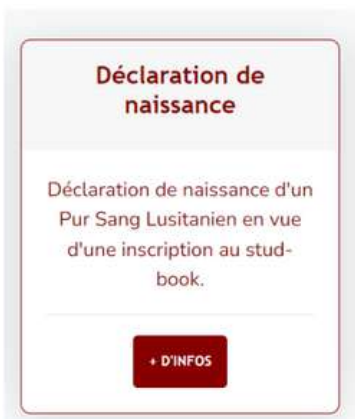 Déclaration de
naissance
Déclaration de naissance d'un
Pur Sang Lusitanien en vue
d'une inscription au stud-
book.
+ D'INFOS